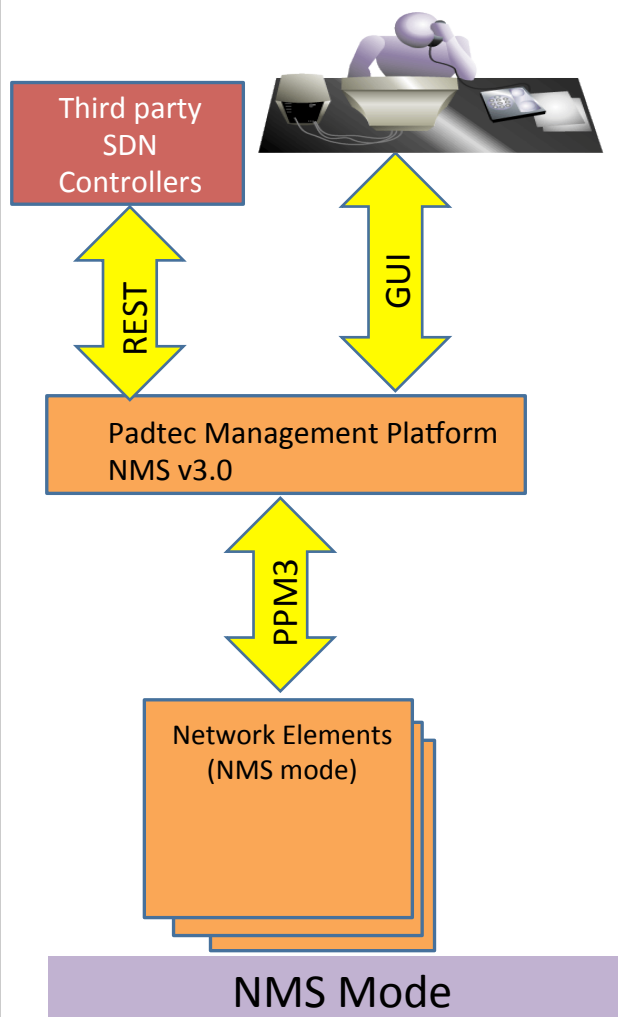 Third party
SDN
Controllers
REST
GUI
Padtec Management Platform
NMS v3.0
PPM3
Network Elements
(NMS mode)
NMS Mode